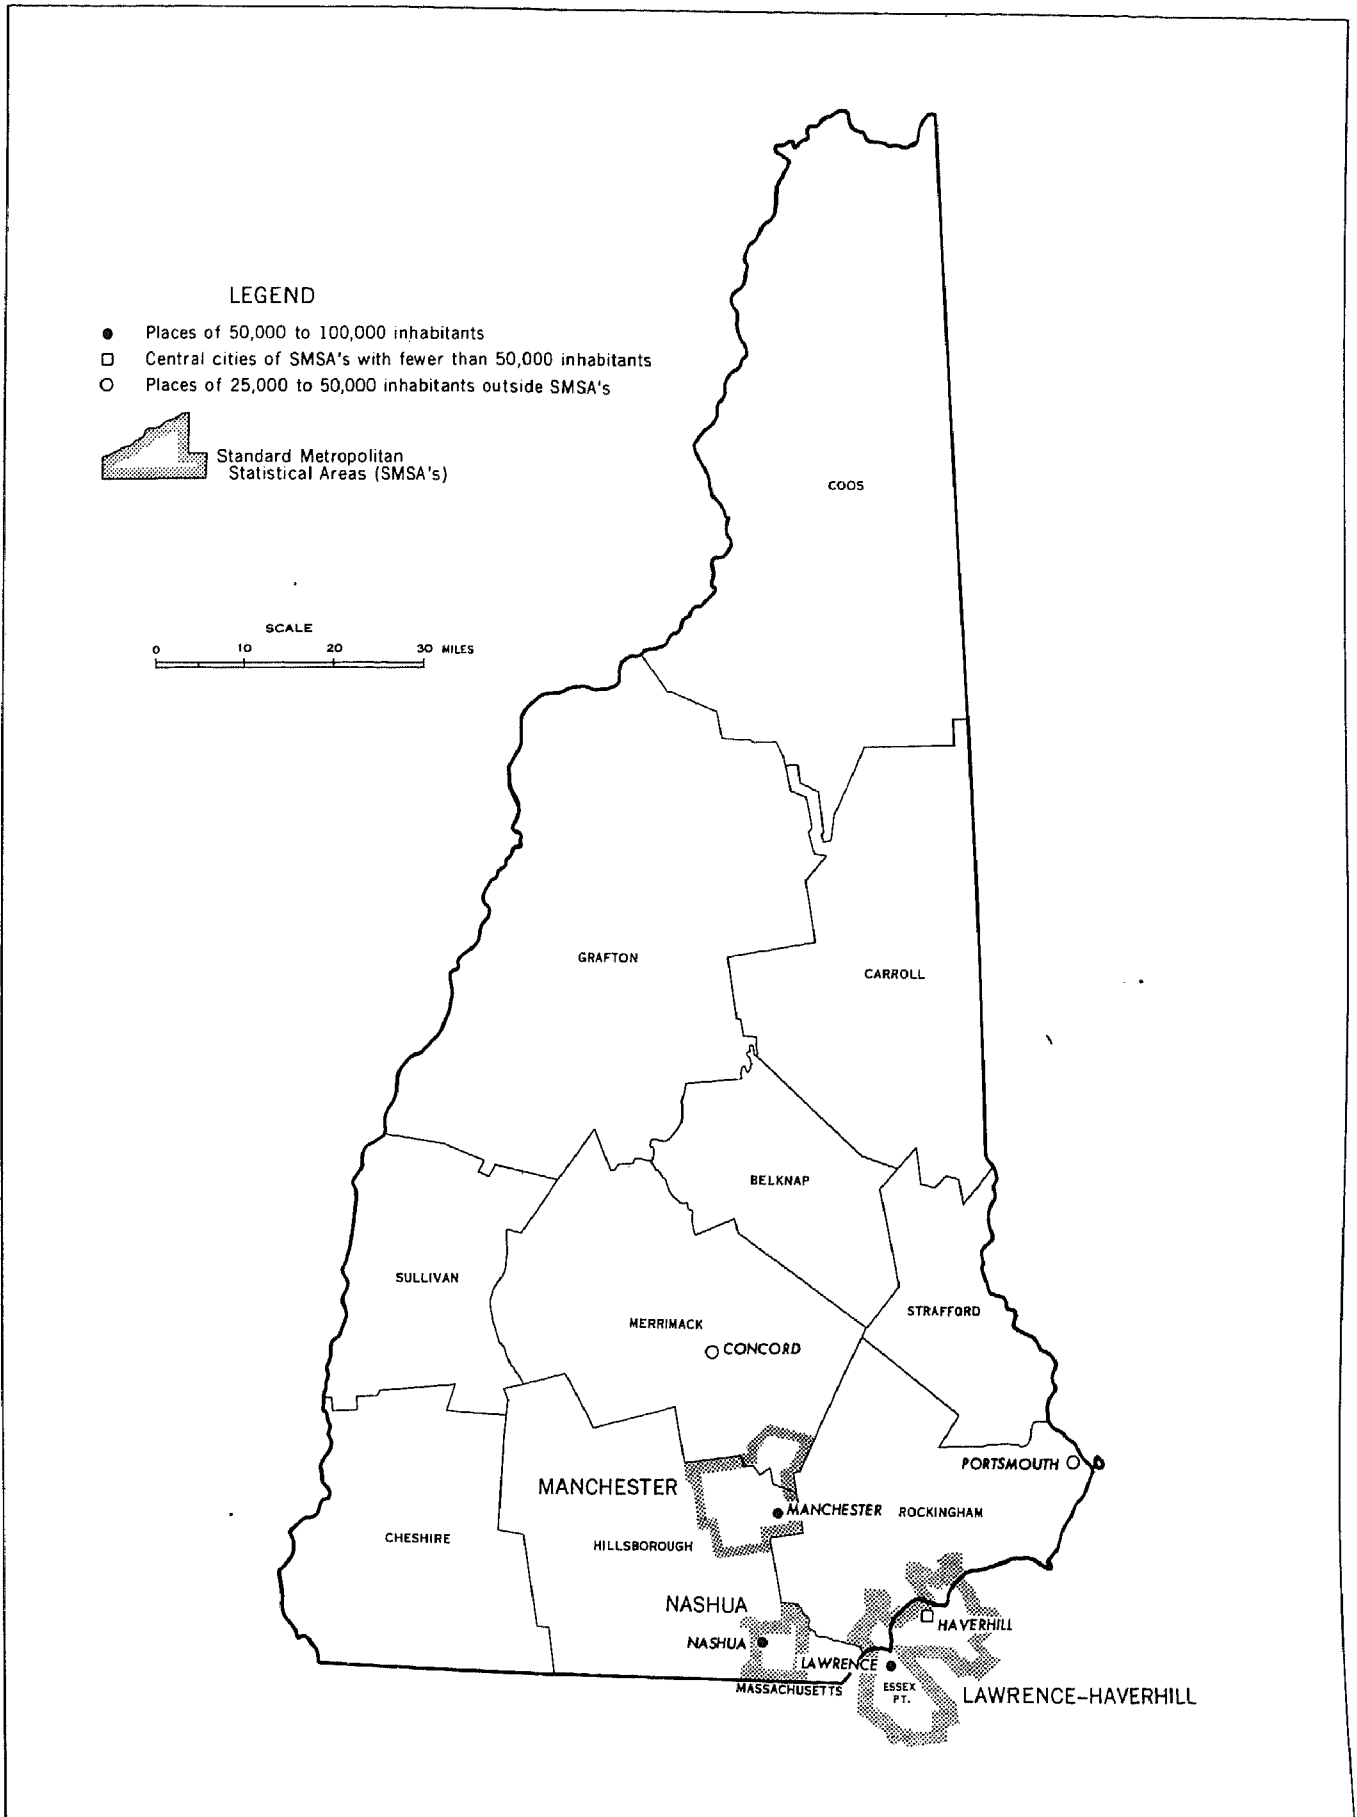 LEGEND
Places of 50,000 to 100,000 inhabitants
Central cities of SMSA's with fewer than 50,000 inhabitants
Places of 25,000 to 50,000 inhabitants outside SMSA's
Standard Metropolitan
Statistical Areas (SMSA's)
SCALE
0 10 20 30 MILES
COOS
GRAFTON
CARROLL
BELKNAP
SULLIVAN
STRAFFORD
MERRIMACK
CONCORD
PORTSMOUTH
MANCHESTER
MANCHESTER
ROCKINGHAM
CHESHIRE
HILLSBOROUGH
NASHUA
HAVERHILL
NASHUA
LAWRENCE
MASSACHUSETTS
ESSEX
PT.
LAWRENCE-HAVERHILL